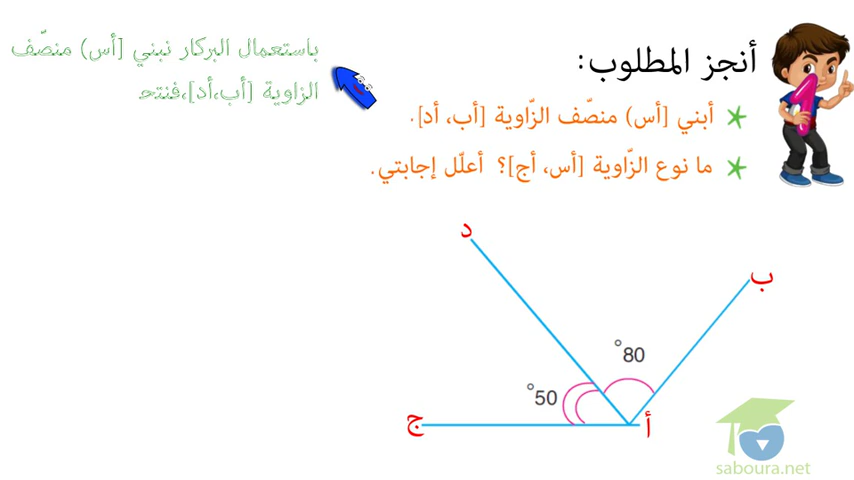 أنجز المطلوب:
أبني [أس) منصّف الزّاوية [أب، أد].
ما نوع الزّاوية [أس، أج]؟ أعلّل إجابتي.
باستعمال البركار نبني [أس) منصّف
الزاوية [أب،أد]،فنتحـ
د
ب
80°
50°
ج
أ
saboura.net